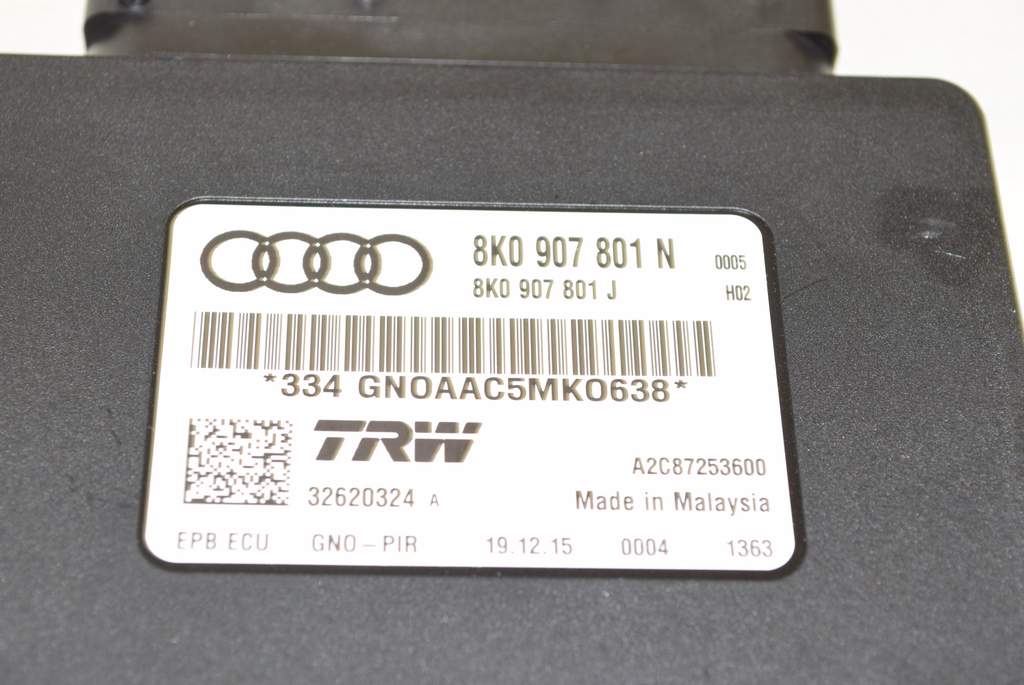 8K0 907 801 N 0005
8K0 907 801 J H02
*334 GN0AAC5MK0638*
TRW
A2C87253600
32620324 A Made in Malaysia
EPB ECU GNO-PIR 19.12.15 0004 1363